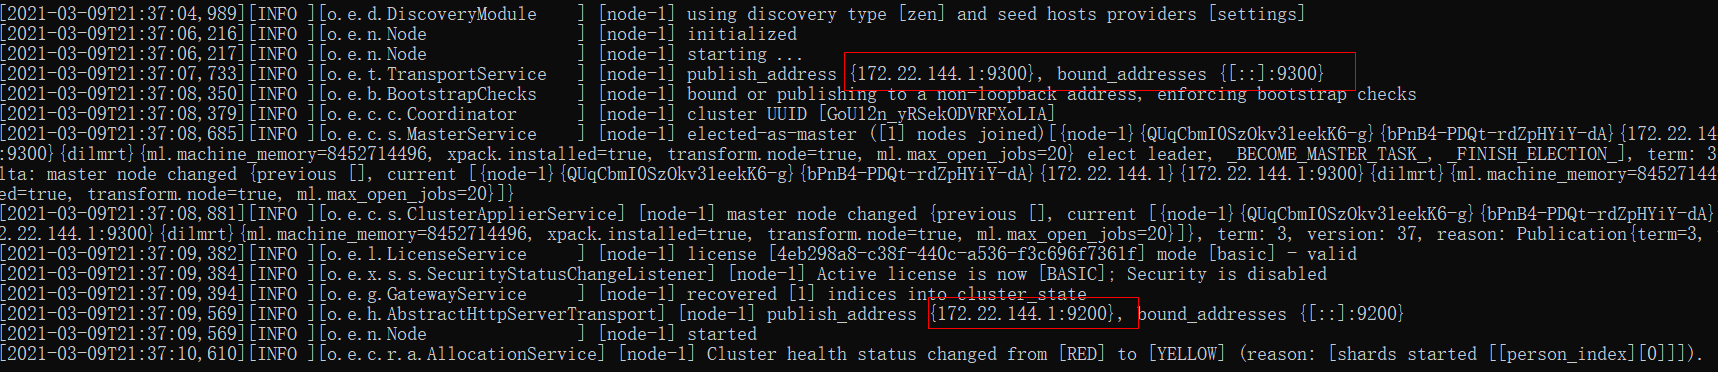 [2021-03-09T21:37:04,989][INFO ][o.e.d.DiscoveryModule    ] [node-1] using discovery type [zen] and seed hosts providers [settings]
[2021-03-09T21:37:06,216][INFO ][o.e.n.Node               ] [node-1] initialized
[2021-03-09T21:37:06,217][INFO ][o.e.n.Node               ] [node-1] starting ...
[2021-03-09T21:37:07,733][INFO ][o.e.t.TransportService   ] [node-1] publish_address {172.22.144.1:9300}, bound_addresses {[::]:9300}
[2021-03-09T21:37:08,350][INFO ][o.e.b.BootstrapChecks    ] [node-1] bound or publishing to a non-loopback address, enforcing bootstrap checks
[2021-03-09T21:37:08,379][INFO ][o.e.c.c.Coordinator      ] [node-1] cluster UUID [GoUl2n_yRSekODVRFXoLIA]
[2021-03-09T21:37:08,685][INFO ][o.e.c.s.MasterService    ] [node-1] elected-as-master ([1] nodes joined)[{node-1}{QUqCbmI0SzOkv3leekK6-g}{bPnB4-PDQt-rdZpHYiY-dA}{172.22.14
:9300}{dilmrt}{ml.machine_memory=8452714496, xpack.installed=true, transform.node=true, ml.max_open_jobs=20} elect leader, _BECOME_MASTER_TASK_, _FINISH_ELECTION_], term: 3
lta: master node changed {previous [], current [{node-1}{QUqCbmI0SzOkv3leekK6-g}{bPnB4-PDQt-rdZpHYiY-dA}{172.22.144.1}{172.22.144.1:9300}{dilmrt}{ml.machine_memory=84527144
ed=true, transform.node=true, ml.max_open_jobs=20}]}
[2021-03-09T21:37:08,881][INFO ][o.e.c.s.ClusterApplierService] [node-1] master node changed {previous [], current [{node-1}{QUqCbmI0SzOkv3leekK6-g}{bPnB4-PDQt-rdZpHYiY-dA}
2.22.144.1:9300}{dilmrt}{ml.machine_memory=8452714496, xpack.installed=true, transform.node=true, ml.max_open_jobs=20}]}, term: 3, version: 37, reason: Publication{term=3,
[2021-03-09T21:37:09,382][INFO ][o.e.l.LicenseService     ] [node-1] license [4eb298a8-c38f-440c-a536-f3c696f7361f] mode [basic] - valid
[2021-03-09T21:37:09,384][INFO ][o.e.x.s.s.SecurityStatusChangeListener] [node-1] Active license is now [BASIC]; Security is disabled
[2021-03-09T21:37:09,394][INFO ][o.e.g.GatewayService     ] [node-1] recovered [1] indices into cluster_state
[2021-03-09T21:37:09,569][INFO ][o.e.h.AbstractHttpServerTransport] [node-1] publish_address {172.22.144.1:9200}, bound_addresses {[::]:9200}
[2021-03-09T21:37:09,569][INFO ][o.e.n.Node               ] [node-1] started
[2021-03-09T21:37:10,610][INFO ][o.e.c.r.a.AllocationService] [node-1] Cluster health status changed from [RED] to [YELLOW] (reason: [shards started [[person_index][0]]]).